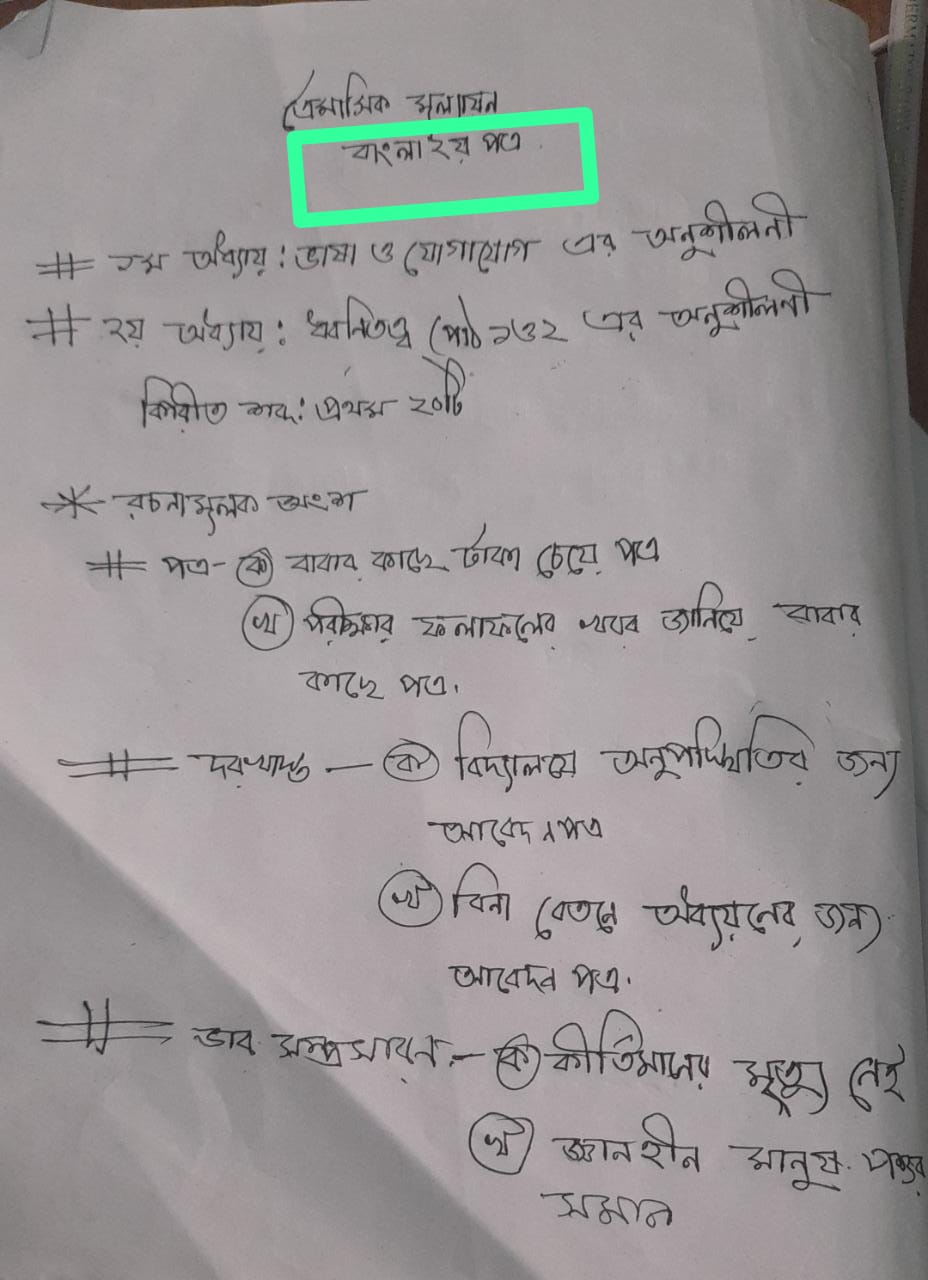 ত্রৈমাসিক মূল্যায়ন
বাংলা ২য় পত্র
# ১ম অধ্যায় : ভাষা ও যোগাযোগ এর অনুশীলনী
# ২য় অধ্যায় : ধ্বনিতত্ত্ব (পাঠ ১ও২ এর অনুশীলনী
বিপরীত শব্দ : প্রথম ২০টি
* রচনামূলক অংশ
# পত্র - (ক) বাবার কাছে টাকা চেয়ে পত্র
(খ) পরীক্ষার ফলাফলের খবর জানিয়ে বাবার
কাছে পত্র.
# দরখাস্ত — (ক) বিদ্যালয়ে অনুপস্থিতির জন্য
আবেদনপত্র
(খ) বিনা বেতনে অধ্যয়নের জন্য
আবেদন পত্র.
# ভাব সম্প্রসারণ - (ক) কীর্তিমানের মৃত্যু নেই
(খ) জ্ঞানহীন মানুষ পশুর
সমান